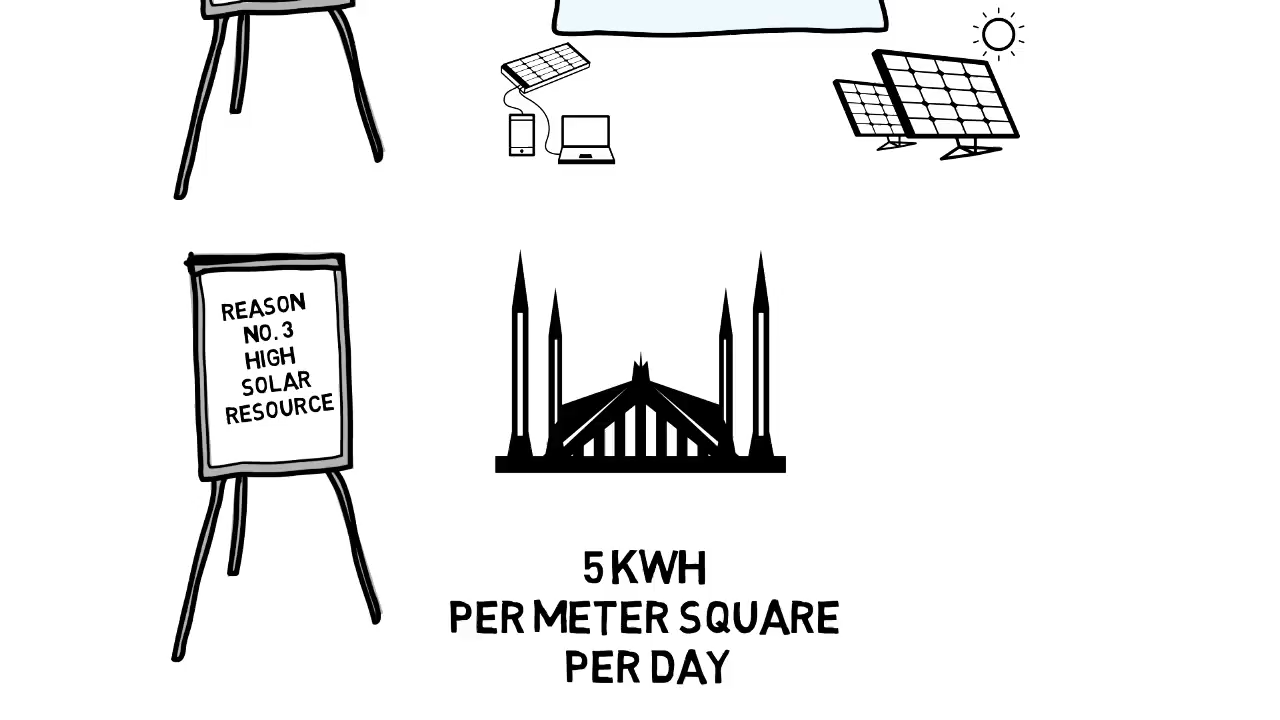 REASON
NO. 3
HIGH
SOLAR
RESOURCE
5 KWH
PER METER SQUARE
PER DAY